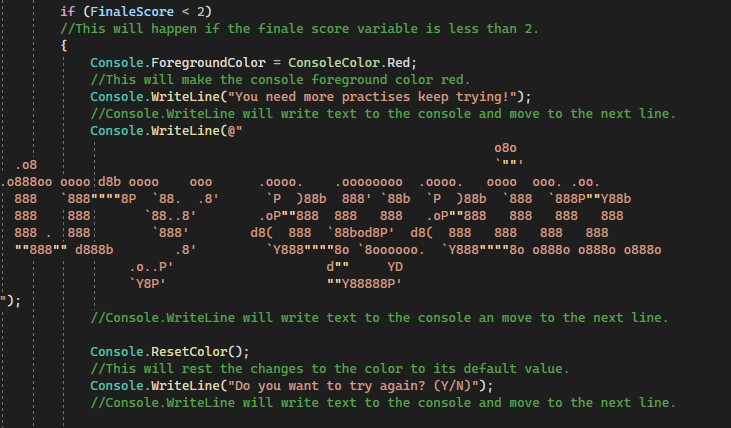 if (FinaleScore < 2)
//This will happen if the finale score variable is less than 2.
{
Console.ForegroundColor = ConsoleColor.Red;
//This will make the console foreground color red.
Console.WriteLine("You need more practises keep trying!");
//Console.WriteLine will write text to the console and move to the next line.
Console.WriteLine(@"
                                                                 o8o
  .o8                                                            `""'
.o888oo oooo d8b oooo    ooo      .oooo.    .oooooooo  .oooo.   oooo  ooo. .oo.
  888   `888""""8P  `88.  .8'      `P  )88b  888' `88b  `P  )88b  `888  `888P""Y88b
  888    888       `88..8'       .oP""888  888   888   .oP""888   888   888   888
  888 .  888        `888'       d8(  888  `88bod8P'  d8(  888   888   888   888
  ""888"" d888b        .8'         `Y888""""8o `8oooooo.  `Y888""""8o o888o o888o o888o
                 .o..P'                    d""     YD
                 `Y8P'                     ""Y88888P'
");
//Console.WriteLine will write text to the console an move to the next line.
Console.ResetColor();
//This will rest the changes to the color to its default value.
Console.WriteLine("Do you want to try again? (Y/N)");
//Console.WriteLine will write text to the console and move to the next line.